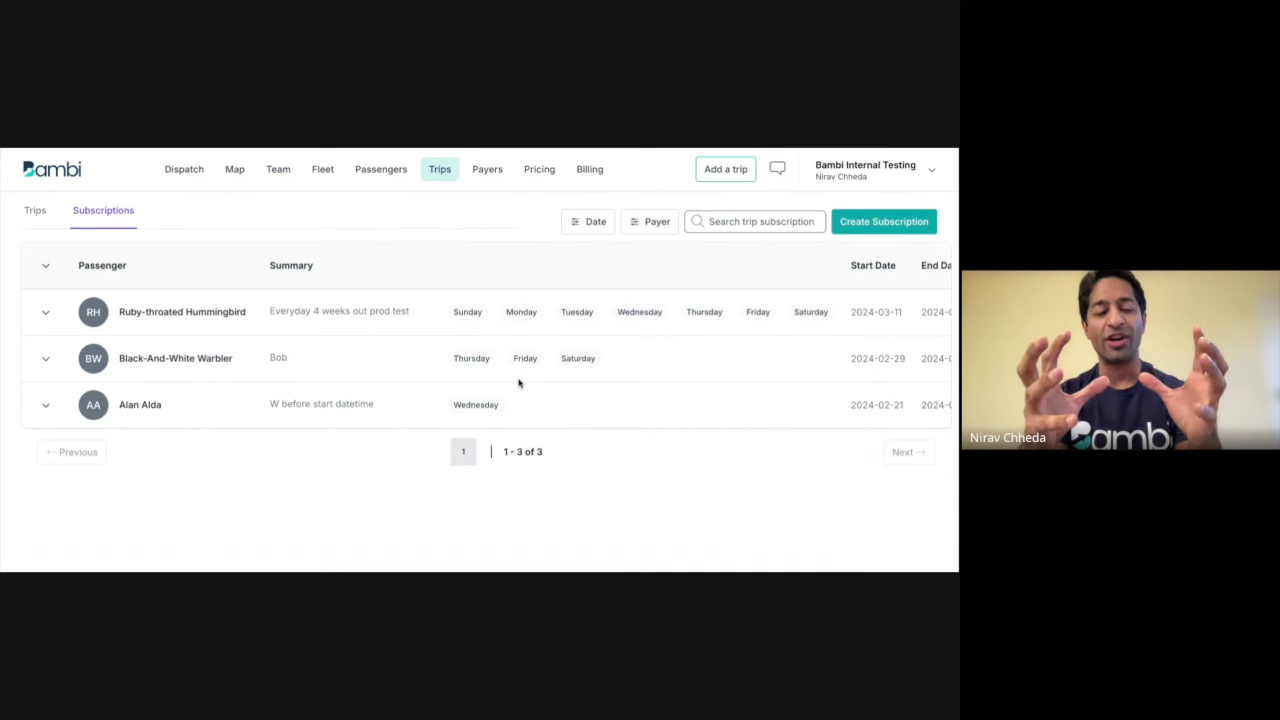 Bambi Dispatch Map Team Fleet Passengers Trips Payers Pricing Billing Add a trip Bambi Internal Testing
Nirav Chheda
Trips Subscriptions Date Payer Search trip subscription Create Subscription
Passenger Summary Start Date End Da
RH Ruby-throated Hummingbird Everyday 4 weeks out prod test Sunday Monday Tuesday Wednesday Thursday Friday Saturday 2024-03-11 2024-0
BW Black-And-White Warbler Bob Thursday Friday Saturday 2024-02-29 2024-0
AA Alan Alda W before start datetime Wednesday 2024-02-21 2024-0
Previous 1 | 1 - 3 of 3 Next
Bambi
Nirav Chheda